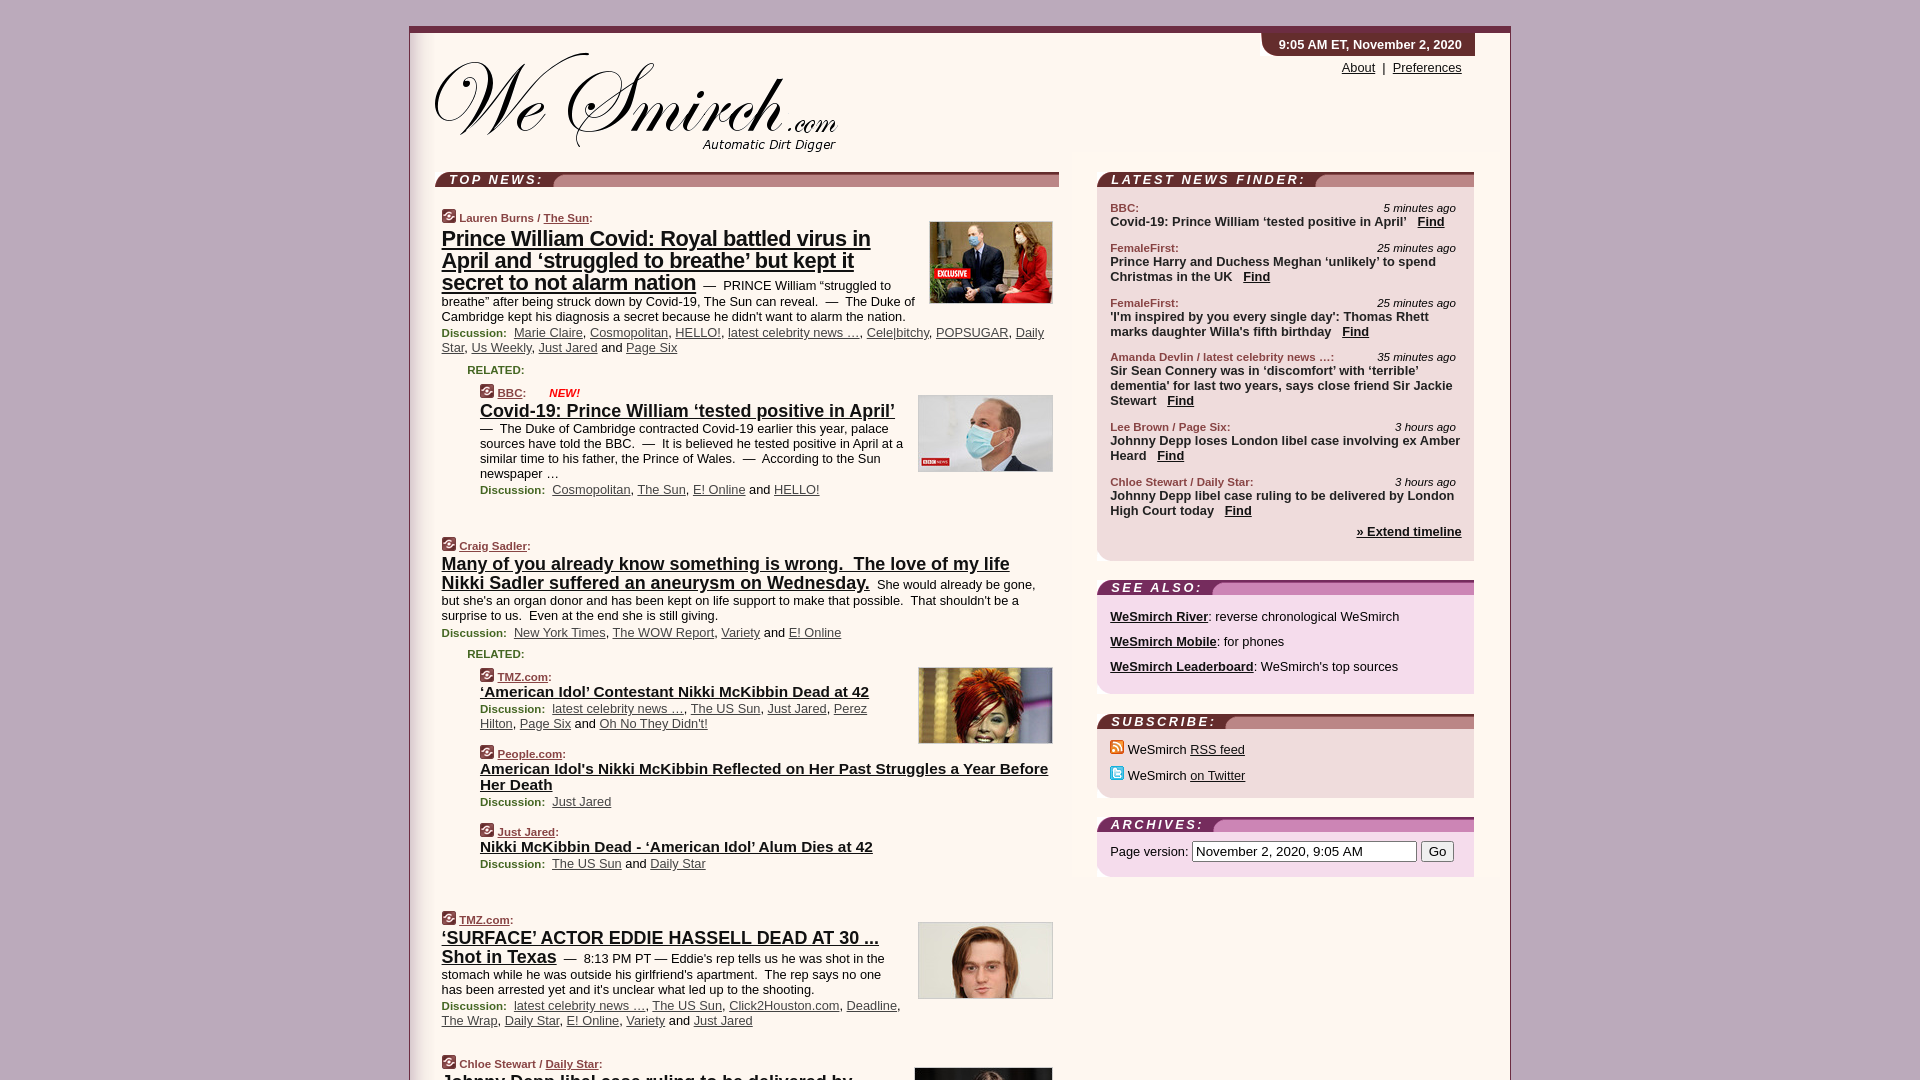 9:05 AM ET, November 2, 2020
About | Preferences
We Smirch .com
Automatic Dirt Digger
TOP NEWS:
Lauren Burns / The Sun:
Prince William Covid: Royal battled virus in
April and ‘struggled to breathe’ but kept it
secret to not alarm nation — PRINCE William “struggled to
breathe” after being struck down by Covid-19, The Sun can reveal. — The Duke of
Cambridge kept his diagnosis a secret because he didn't want to alarm the nation.
EXCLUSIVE
Discussion: Marie Claire, Cosmopolitan, HELLO!, latest celebrity news …, Cele|bitchy, POPSUGAR, Daily
Star, Us Weekly, Just Jared and Page Six
RELATED:
BBC: NEW!
Covid-19: Prince William ‘tested positive in April’
— The Duke of Cambridge contracted Covid-19 earlier this year, palace
sources have told the BBC. — It is believed he tested positive in April at a
similar time to his father, the Prince of Wales. — According to the Sun
newspaper …
BBC NEWS
Discussion: Cosmopolitan, The Sun, E! Online and HELLO!
Craig Sadler:
Many of you already know something is wrong. The love of my life
Nikki Sadler suffered an aneurysm on Wednesday. She would already be gone,
but she's an organ donor and has been kept on life support to make that possible. That shouldn't be a
surprise to us. Even at the end she is still giving.
Discussion: New York Times, The WOW Report, Variety and E! Online
RELATED:
TMZ.com:
‘American Idol’ Contestant Nikki McKibbin Dead at 42
Discussion: latest celebrity news …, The US Sun, Just Jared, Perez
Hilton, Page Six and Oh No They Didn't!
People.com:
American Idol's Nikki McKibbin Reflected on Her Past Struggles a Year Before
Her Death
Discussion: Just Jared
Just Jared:
Nikki McKibbin Dead - ‘American Idol’ Alum Dies at 42
Discussion: The US Sun and Daily Star
TMZ.com:
‘SURFACE’ ACTOR EDDIE HASSELL DEAD AT 30 ...
Shot in Texas — 8:13 PM PT — Eddie's rep tells us he was shot in the
stomach while he was outside his girlfriend's apartment. The rep says no one
has been arrested yet and it's unclear what led up to the shooting.
Discussion: latest celebrity news …, The US Sun, Click2Houston.com, Deadline,
The Wrap, Daily Star, E! Online, Variety and Just Jared
Chloe Stewart / Daily Star:
Johnny Depp libel case ruling to be delivered by
LATEST NEWS FINDER:
BBC: 5 minutes ago
Covid-19: Prince William ‘tested positive in April’ Find
FemaleFirst: 25 minutes ago
Prince Harry and Duchess Meghan ‘unlikely’ to spend
Christmas in the UK Find
FemaleFirst: 25 minutes ago
'I'm inspired by you every single day': Thomas Rhett
marks daughter Willa's fifth birthday Find
Amanda Devlin / latest celebrity news …: 35 minutes ago
Sir Sean Connery was in ‘discomfort’ with ‘terrible’
dementia' for last two years, says close friend Sir Jackie
Stewart Find
Lee Brown / Page Six: 3 hours ago
Johnny Depp loses London libel case involving ex Amber
Heard Find
Chloe Stewart / Daily Star: 3 hours ago
Johnny Depp libel case ruling to be delivered by London
High Court today Find
» Extend timeline
SEE ALSO:
WeSmirch River: reverse chronological WeSmirch
WeSmirch Mobile: for phones
WeSmirch Leaderboard: WeSmirch's top sources
SUBSCRIBE:
WeSmirch RSS feed
WeSmirch on Twitter
ARCHIVES:
Page version: November 2, 2020, 9:05 AM Go